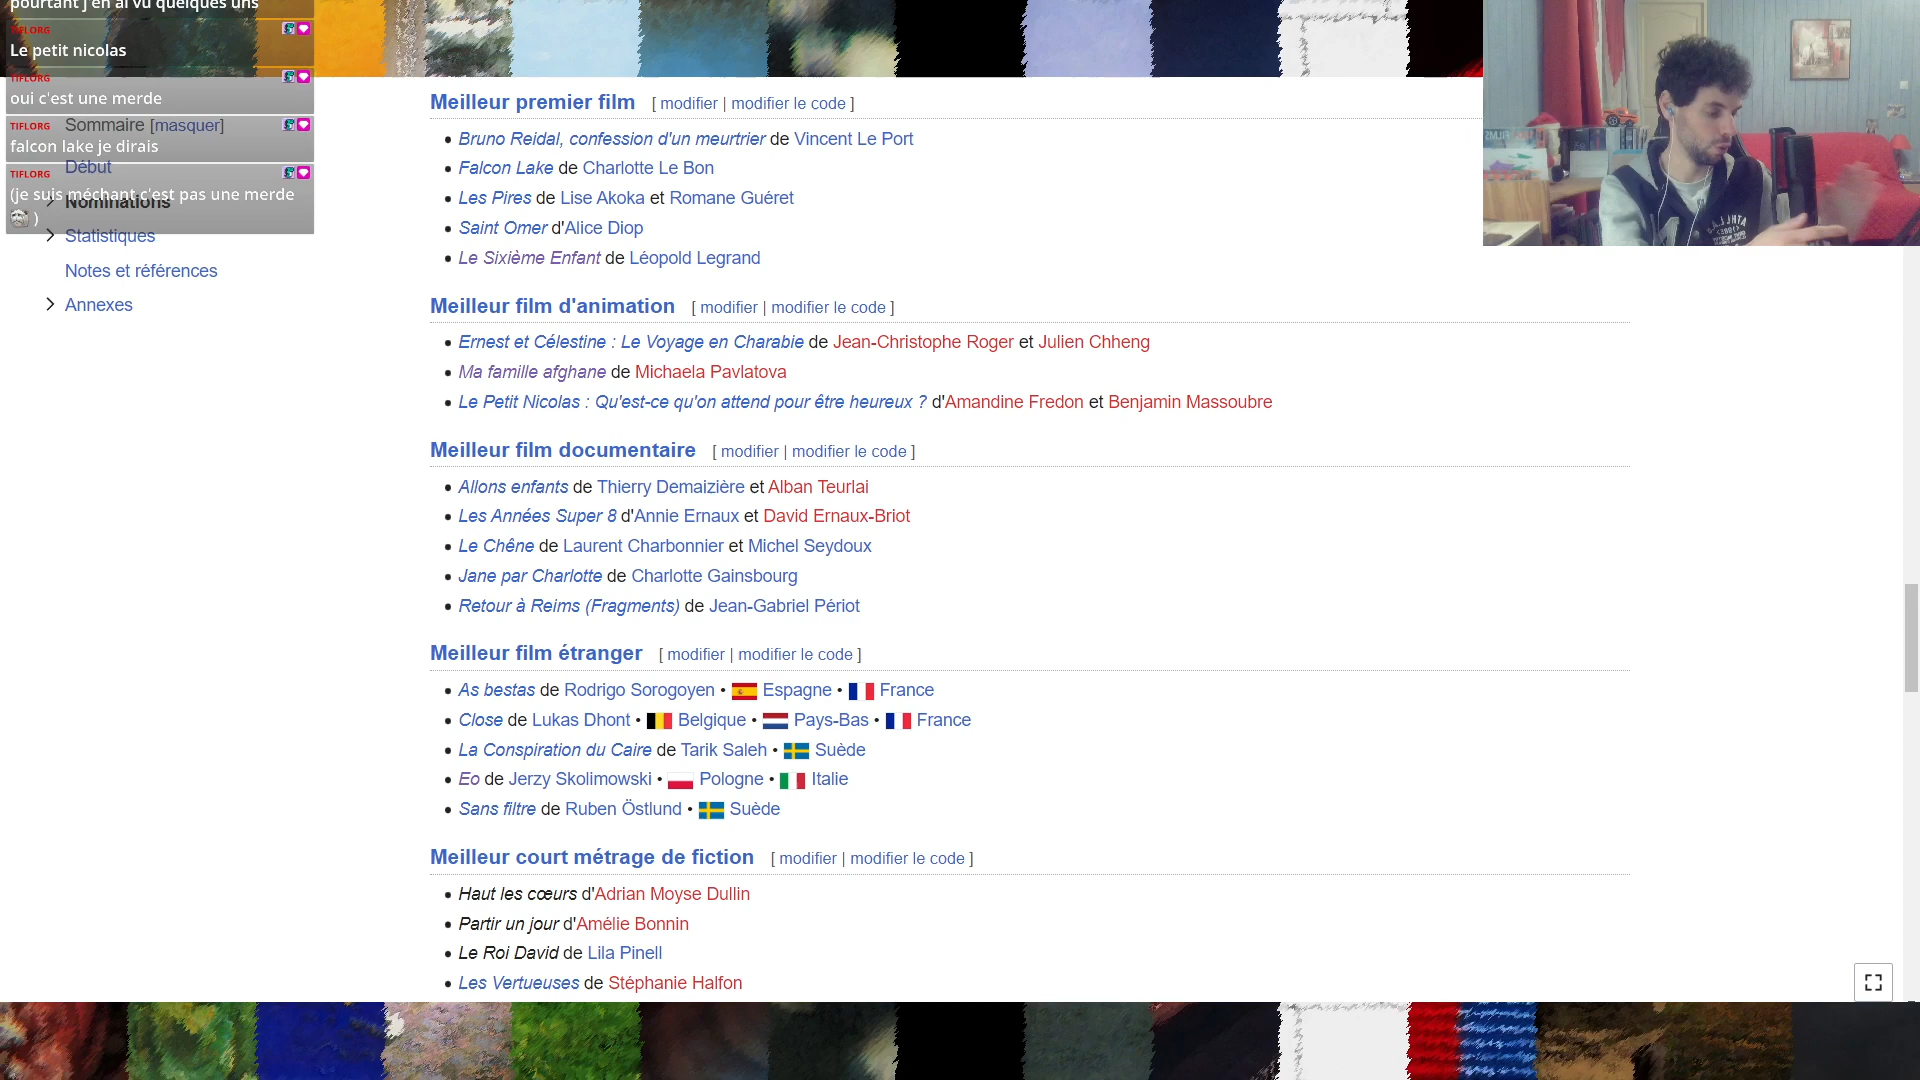 pourtant j'en ai vu quelques uns
TIFLORG
Le petit nicolas
TIFLORG
oui c'est une merde
TIFLORG
falcon lake je dirais
TIFLORG
(je suis méchant c'est pas une merde
)
Sommaire [masquer]
Début
Nominations
Statistiques
Notes et références
Annexes
Meilleur premier film [ modifier | modifier le code ]
Bruno Reidal, confession d'un meurtrier de Vincent Le Port
Falcon Lake de Charlotte Le Bon
Les Pires de Lise Akoka et Romane Guéret
Saint Omer d'Alice Diop
Le Sixième Enfant de Léopold Legrand
Meilleur film d'animation [ modifier | modifier le code ]
Ernest et Célestine : Le Voyage en Charabie de Jean-Christophe Roger et Julien Chheng
Ma famille afghane de Michaela Pavlatova
Le Petit Nicolas : Qu'est-ce qu'on attend pour être heureux ? d'Amandine Fredon et Benjamin Massoubre
Meilleur film documentaire [ modifier | modifier le code ]
Allons enfants de Thierry Demaizière et Alban Teurlai
Les Années Super 8 d'Annie Ernaux et David Ernaux-Briot
Le Chêne de Laurent Charbonnier et Michel Seydoux
Jane par Charlotte de Charlotte Gainsbourg
Retour à Reims (Fragments) de Jean-Gabriel Périot
Meilleur film étranger [ modifier | modifier le code ]
As bestas de Rodrigo Sorogoyen • Espagne • France
Close de Lukas Dhont • Belgique • Pays-Bas • France
La Conspiration du Caire de Tarik Saleh • Suède
Eo de Jerzy Skolimowski • Pologne • Italie
Sans filtre de Ruben Östlund • Suède
Meilleur court métrage de fiction [ modifier | modifier le code ]
Haut les cœurs d'Adrian Moyse Dullin
Partir un jour d'Amélie Bonnin
Le Roi David de Lila Pinell
Les Vertueuses de Stéphanie Halfon